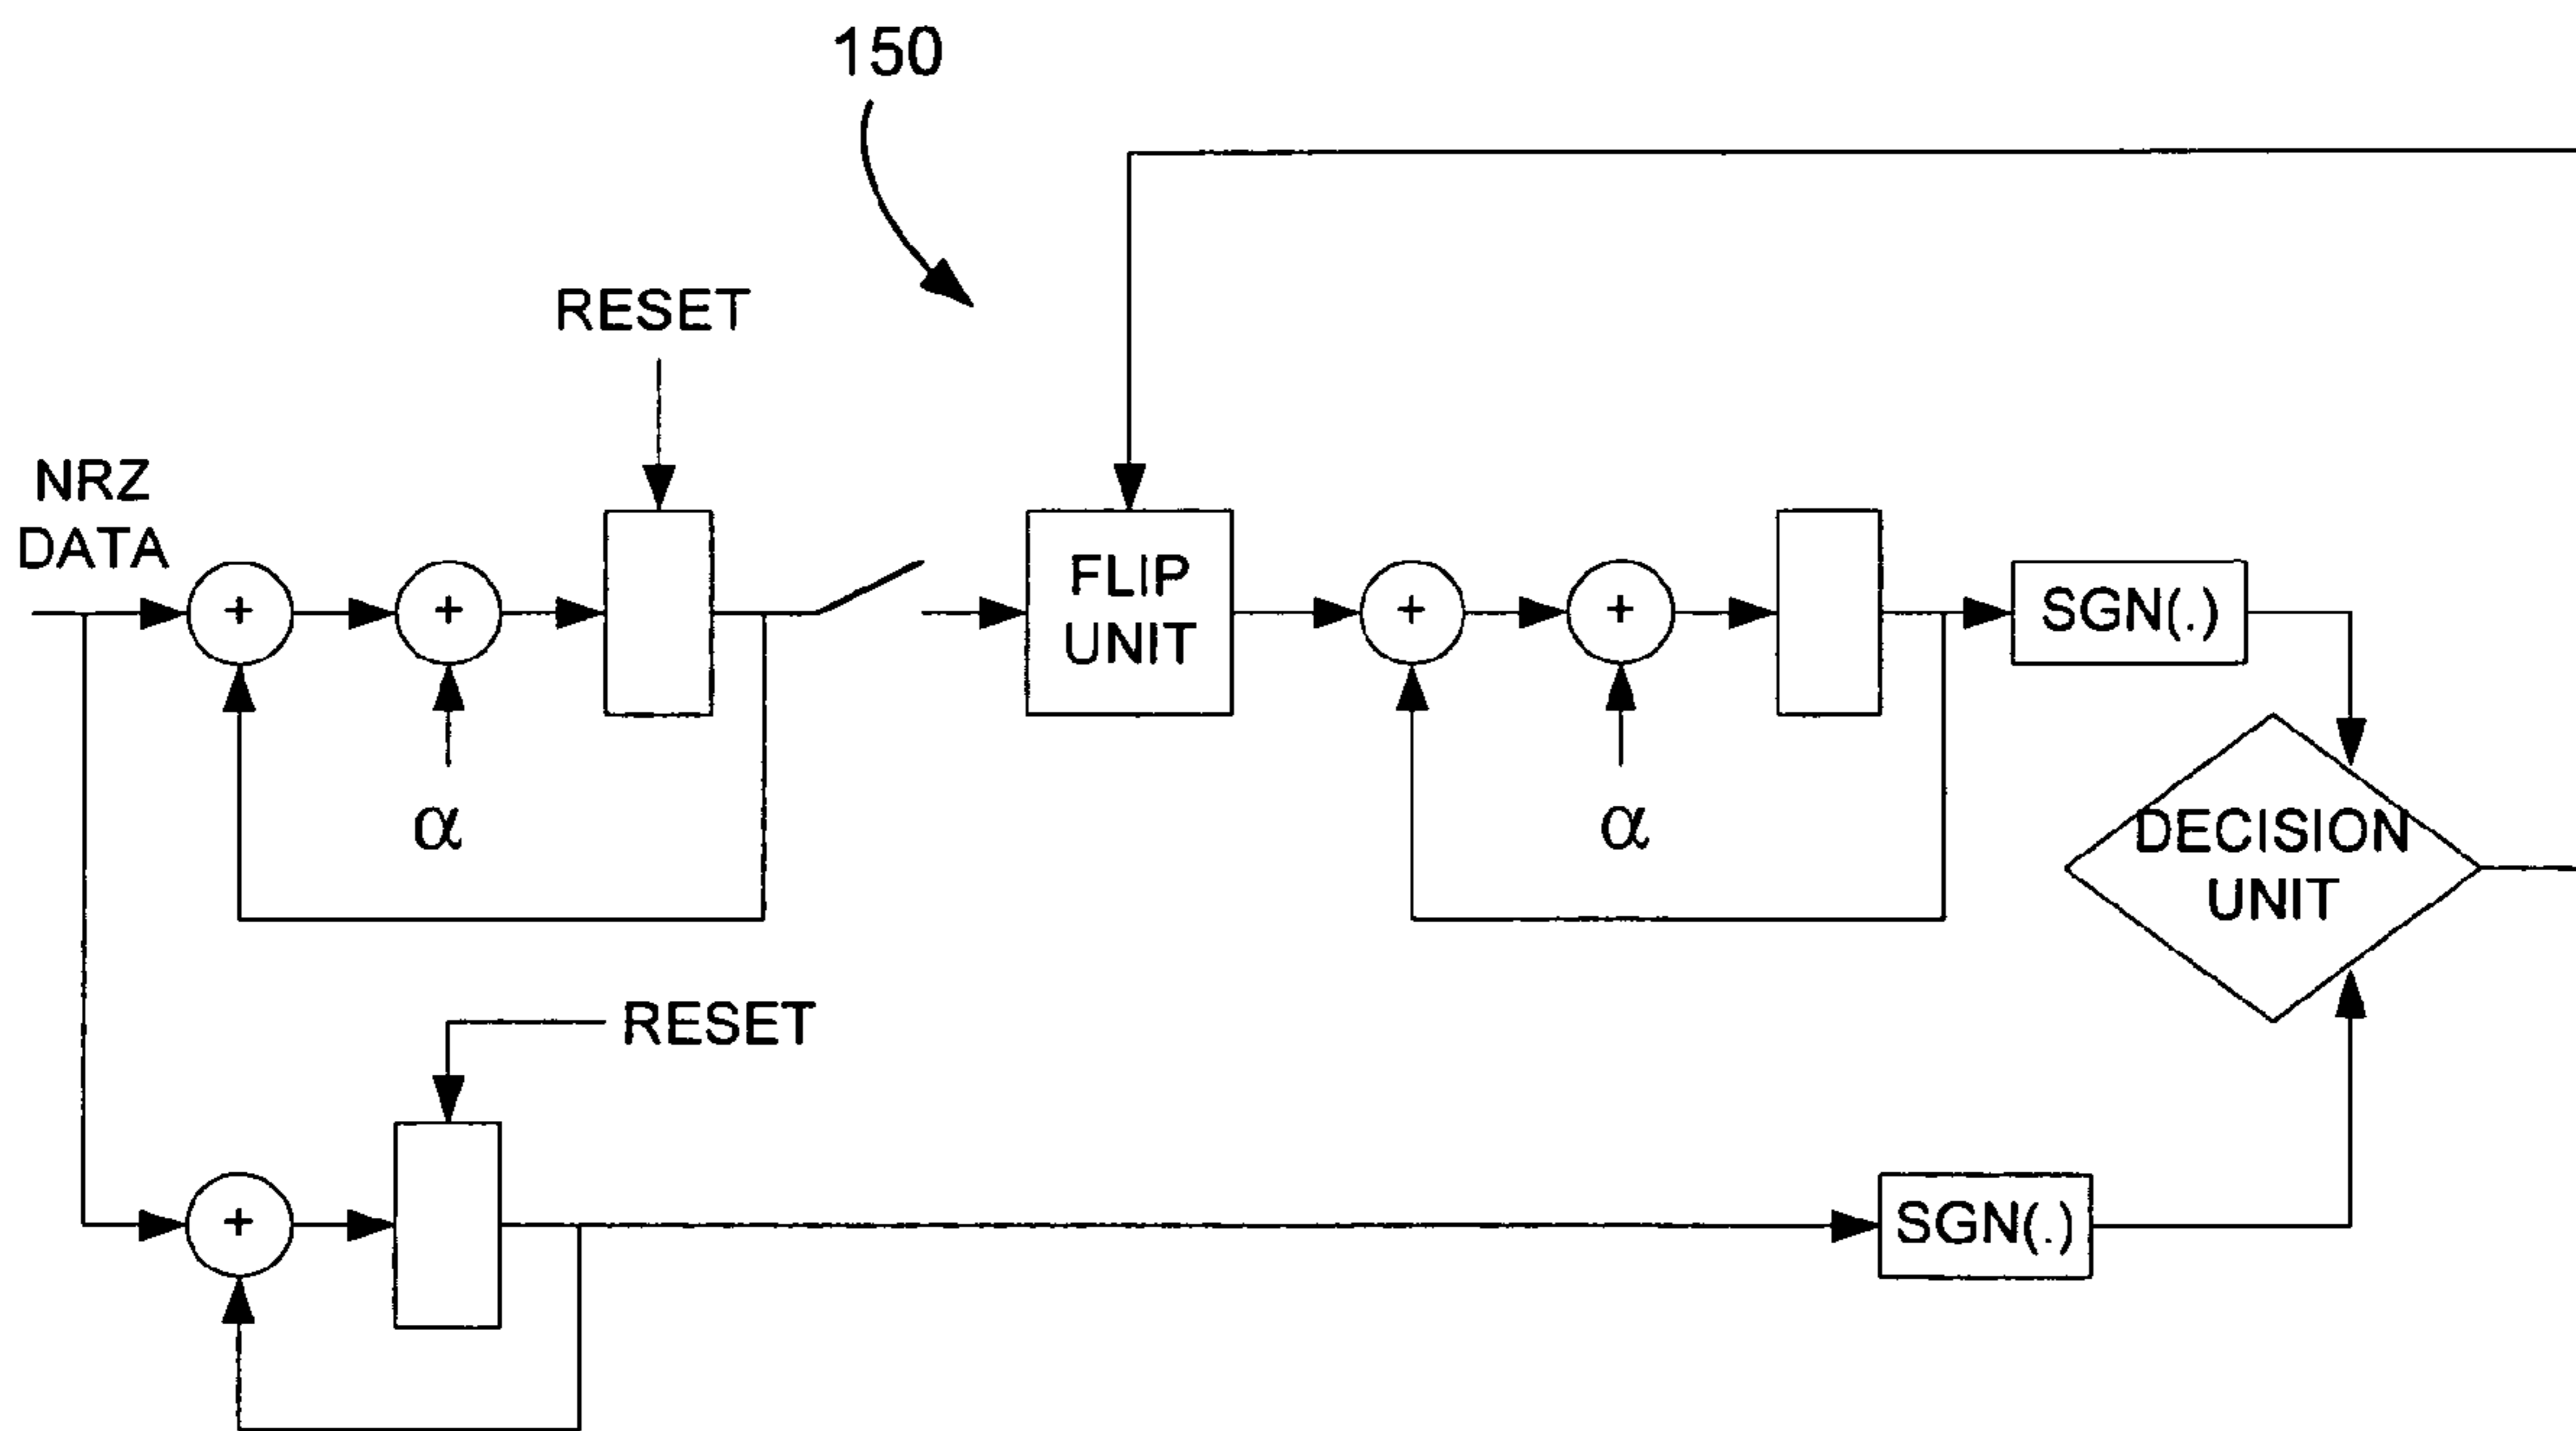 150
RESET
NRZ
DATA
+
+
FLIP
UNIT
+
+
SGN(.)
α
α
DECISION
UNIT
RESET
+
SGN(.)